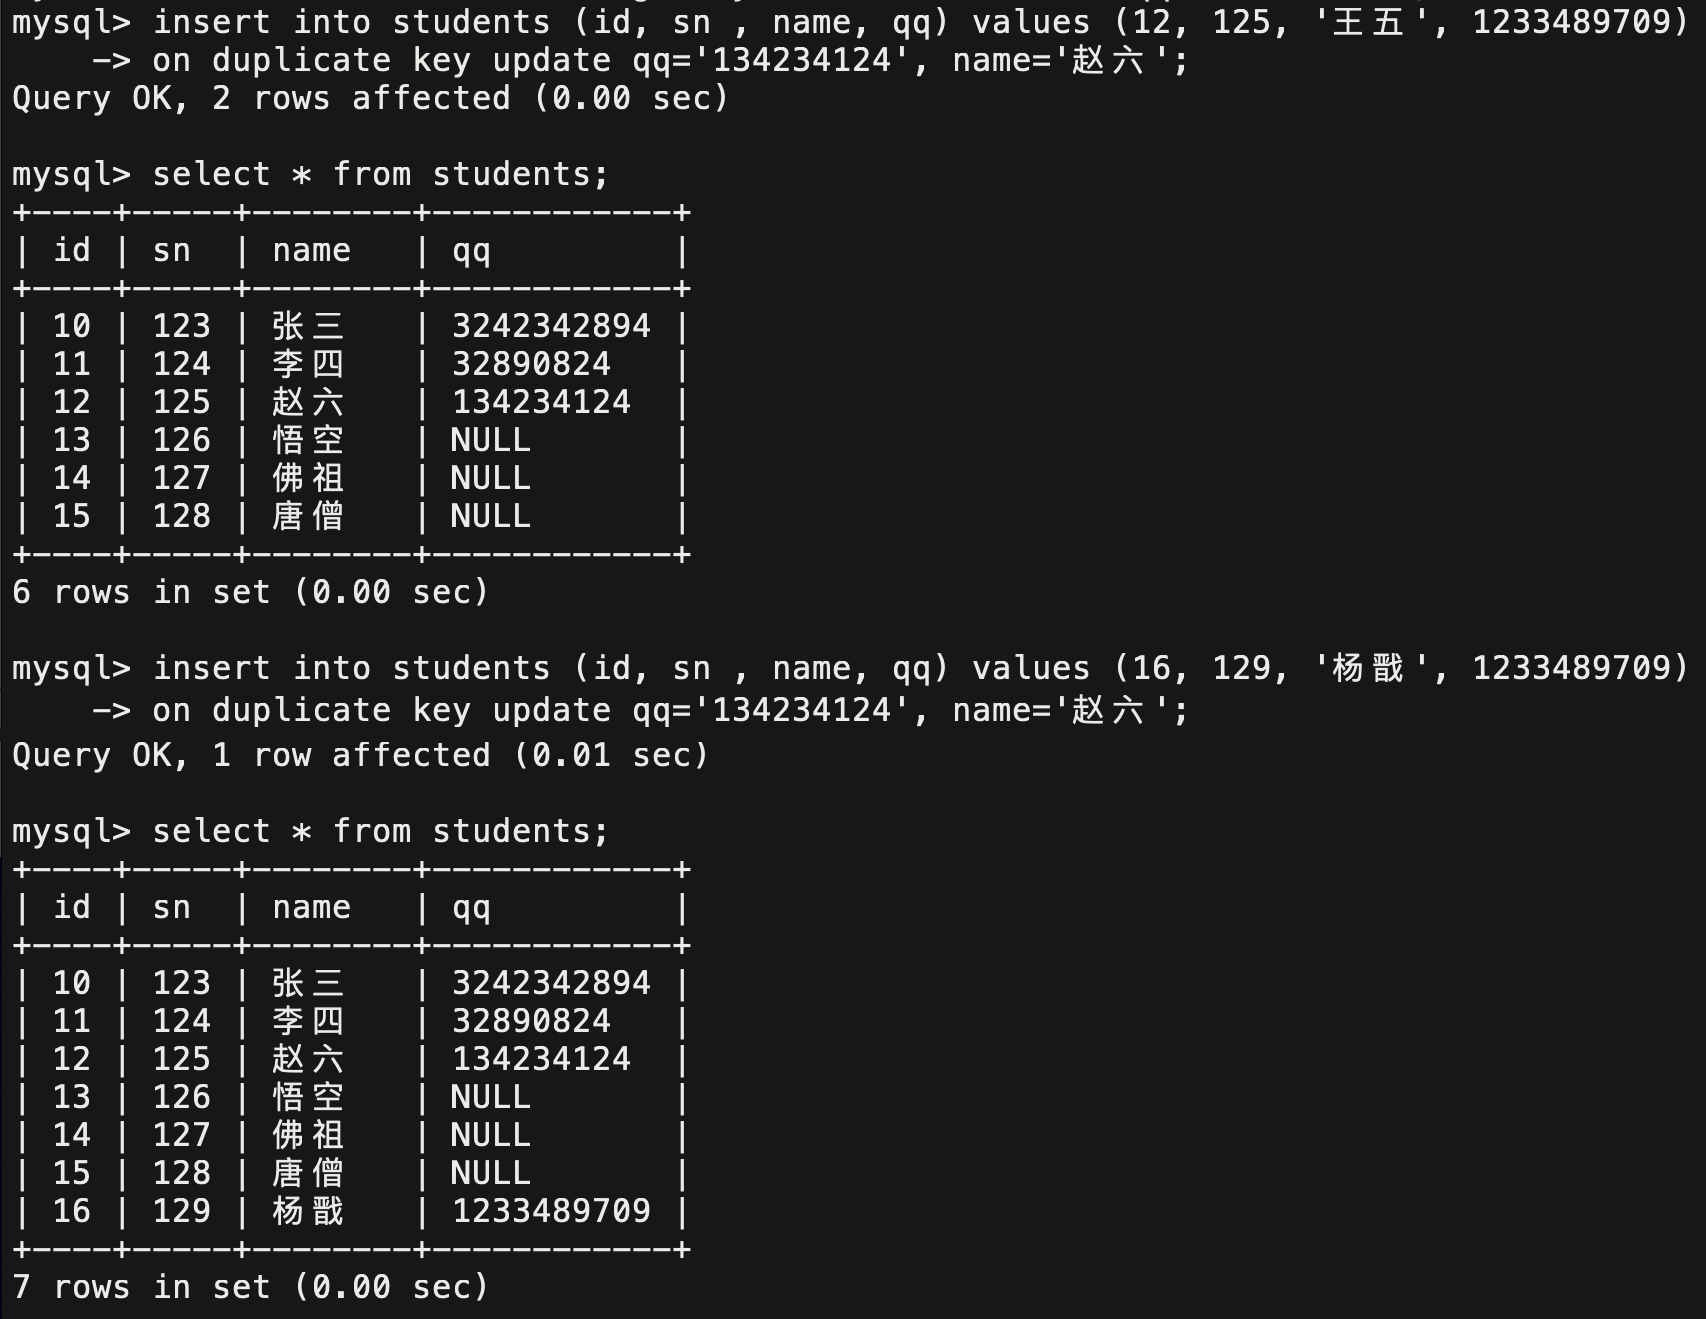 mysql> insert into students (id, sn , name, qq) values (12, 125, '王五', 1233489709)
    -> on duplicate key update qq='134234124', name='赵六';
Query OK, 2 rows affected (0.00 sec)
mysql> select * from students;
+----+-----+--------+------------+
| id | sn  | name   | qq         |
+----+-----+--------+------------+
| 10 | 123 | 张三   | 3242342894 |
| 11 | 124 | 李四   | 32890824   |
| 12 | 125 | 赵六   | 134234124  |
| 13 | 126 | 悟空   | NULL       |
| 14 | 127 | 佛祖   | NULL       |
| 15 | 128 | 唐僧   | NULL       |
+----+-----+--------+------------+
6 rows in set (0.00 sec)
mysql> insert into students (id, sn , name, qq) values (16, 129, '杨戬', 1233489709)
    -> on duplicate key update qq='134234124', name='赵六';
Query OK, 1 row affected (0.01 sec)
mysql> select * from students;
+----+-----+--------+------------+
| id | sn  | name   | qq         |
+----+-----+--------+------------+
| 10 | 123 | 张三   | 3242342894 |
| 11 | 124 | 李四   | 32890824   |
| 12 | 125 | 赵六   | 134234124  |
| 13 | 126 | 悟空   | NULL       |
| 14 | 127 | 佛祖   | NULL       |
| 15 | 128 | 唐僧   | NULL       |
| 16 | 129 | 杨戬   | 1233489709 |
+----+-----+--------+------------+
7 rows in set (0.00 sec)